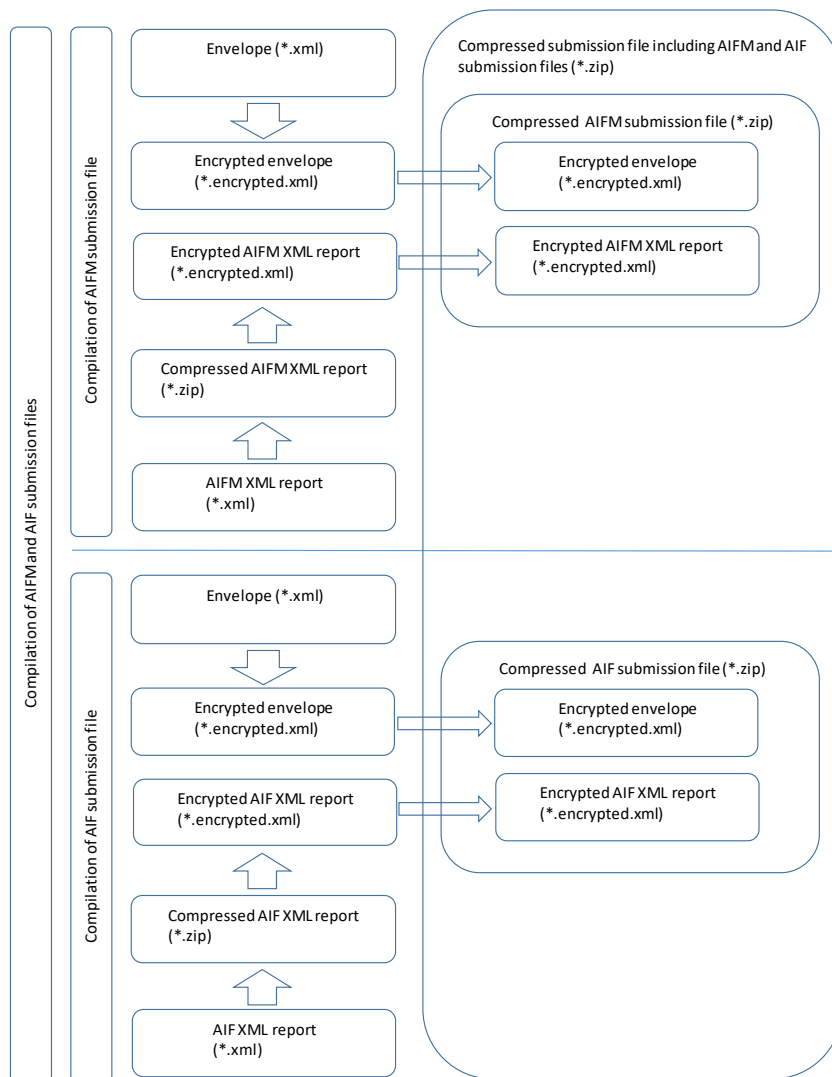 Compilation of AIFM and AIF submission files
Compilation of AIFM submission file
Envelope (*.xml)
Encrypted envelope
(*.encrypted.xml)
Encrypted AIFM XML report
(*.encrypted.xml)
Compressed AIFM XML report
(*.zip)
AIFM XML report
(*.xml)
Compressed submission file including AIFM and AIF
submission files (*.zip)
Compressed AIFM submission file (*.zip)
Encrypted envelope
(*.encrypted.xml)
Encrypted AIFM XML report
(*.encrypted.xml)
Compilation of AIF submission file
Envelope (*.xml)
Encrypted envelope
(*.encrypted.xml)
Encrypted AIF XML report
(*.encrypted.xml)
Compressed AIF XML report
(*.zip)
AIF XML report
(*.xml)
Compressed AIF submission file (*.zip)
Encrypted envelope
(*.encrypted.xml)
Encrypted AIF XML report
(*.encrypted.xml)